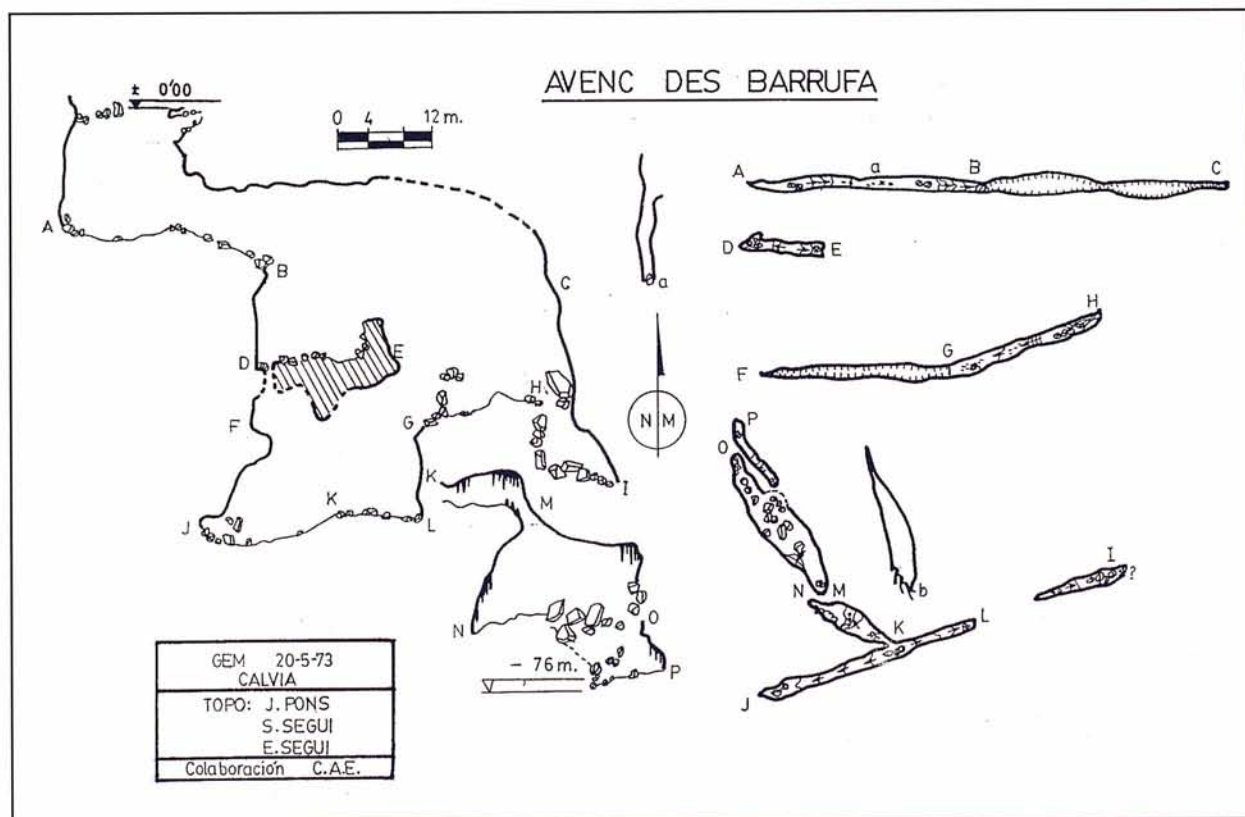 AVENC DES BARRUFA
± 0'00
0 4 12 m.
A
B
C
D
E
F
G
H
I
J
K
L
K
M
N
O
P
a
N M
- 76 m.
A a B C
D E
F G H
P
O
N M
b
I ?
J K L
GEM 20-5-73
CALVIA
TOPO: J. PONS
S. SEGUI
E. SEGUI
Colaboración C.A.E.